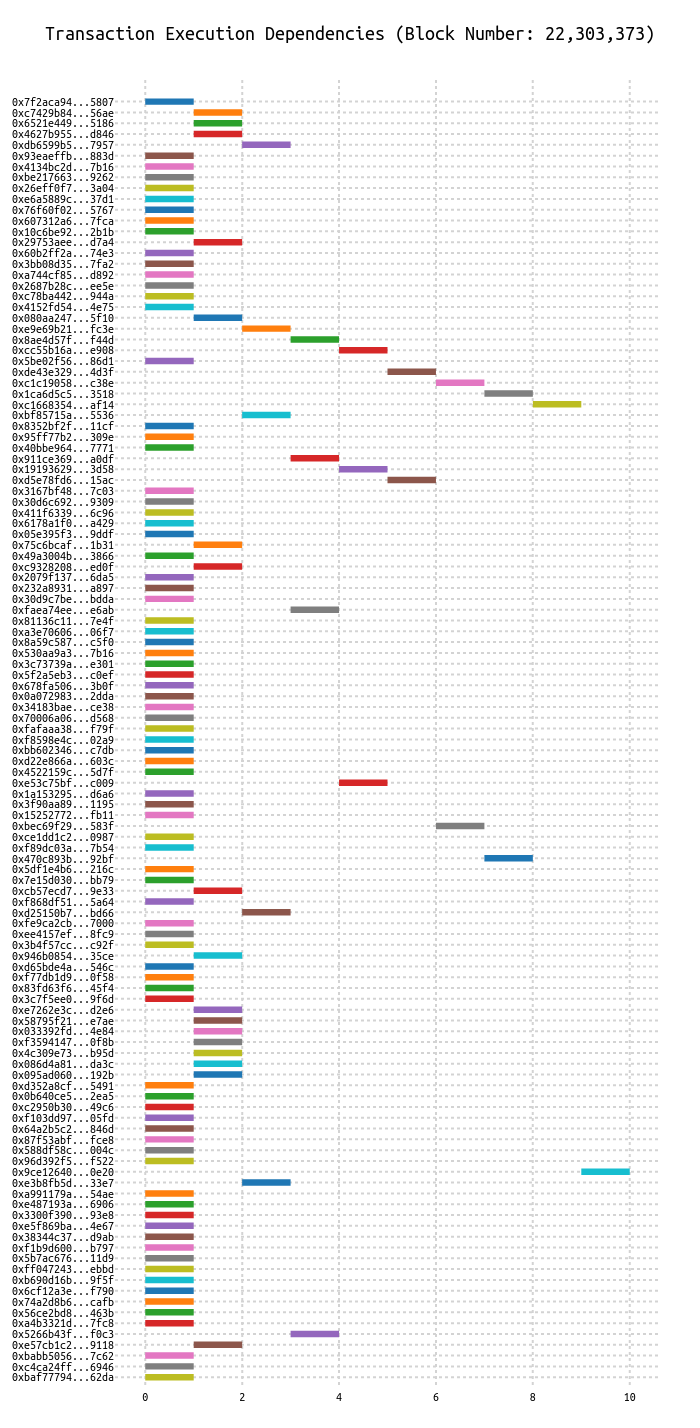 Transaction Execution Dependencies (Block Number: 22,303,373)
0x7f2aca94...5807
0xc7429b84...56ae
0x6521e449...5186
0x4627b955...d846
0xdb6599b5...7957
0x93eaeffb...883d
0x4134bc2d...7b16
0xbe217663...9262
0x26eff0f7...3a04
0xe6a5889c...37d1
0x76f60f02...5767
0x607312a6...7fca
0x10c6be92...2b1b
0x29753aee...d7a4
0x60b2ff2a...74e3
0x3bb08d35...7fa2
0xa744cf85...d892
0x2687b28c...ee5e
0xc78ba442...944a
0x4152fd54...4e75
0x080aa247...5f10
0xe9e69b21...fc3e
0x8ae4d57f...f44d
0xcc55b16a...e908
0x5be02f56...86d1
0xde43e329...4d3f
0xc1c19058...c38e
0x1ca6d5c5...3518
0xc1668354...af14
0xbf85715a...5536
0x8352bf2f...11cf
0x95ff77b2...309e
0x40bbe964...7771
0x911ce369...a0df
0x19193629...3d58
0xd5e78fd6...15ac
0x3167bf48...7c03
0x30d6c692...9309
0x411f6339...6c96
0x6178a1f0...a429
0x05e395f3...9ddf
0x75c6bcaf...1b31
0x49a3004b...3866
0xc9328208...ed0f
0x2079f137...6da5
0x232a8931...a897
0x30d9c7be...bdda
0xfaea74ee...e6ab
0x81136c11...7e4f
0xa3e70606...06f7
0x8a59c587...c5f0
0x530aa9a3...7b16
0x3c73739a...e301
0x5f2a5eb3...c0ef
0x678fa506...3b0f
0x0a072983...2dda
0x34183bae...ce38
0x70006a06...d568
0xfafaaa38...f79f
0xf8598e4c...02a9
0xbb602346...c7db
0xd22e866a...603c
0x4522159c...5d7f
0xe53c75bf...c009
0x1a153295...d6a6
0x3f90aa89...1195
0x15252772...fb11
0xbec69f29...583f
0xce1dd1c2...0987
0xf89dc03a...7b54
0x470c893b...92bf
0x5df1e4b6...216c
0x7e15d030...bb79
0xcb57ecd7...9e33
0xf868df51...5a64
0xd25150b7...bd66
0xfe9ca2cb...7000
0xee4157ef...8fc9
0x3b4f57cc...c92f
0x946b0854...35ce
0xd65bde4a...546c
0xf77db1d9...0f58
0x83fd63f6...45f4
0x3c7f5ee0...9f6d
0xe7262e3c...d2e6
0x58795f21...e7ae
0x033392fd...4e84
0xf3594147...0f8b
0x4c309e73...b95d
0x086d4a81...da3c
0x095ad060...192b
0xd352a8cf...5491
0x0b640ce5...2ea5
0xc2950b30...49c6
0xf103dd97...05fd
0x64a2b5c2...846d
0x87f53abf...fce8
0x588df58c...004c
0x96d392f5...f522
0x9ce12640...0e20
0xe3b8fb5d...33e7
0xa991179a...54ae
0xe487193a...6906
0x3300f390...93e8
0xe5f869ba...4e67
0x38344c37...d9ab
0xf1b9d600...b797
0x5b7ac676...11d9
0xff047243...ebbd
0xb690d16b...9f5f
0x6cf12a3e...f790
0x74a2d8b6...cafb
0x56ce2bd8...463b
0xa4b3321d...7fc8
0x5266b43f...f0c3
0xe57cb1c2...9118
0xbabb5056...7c62
0xc4ca24ff...6946
0xbaf77794...62da
0 2 4 6 8 10